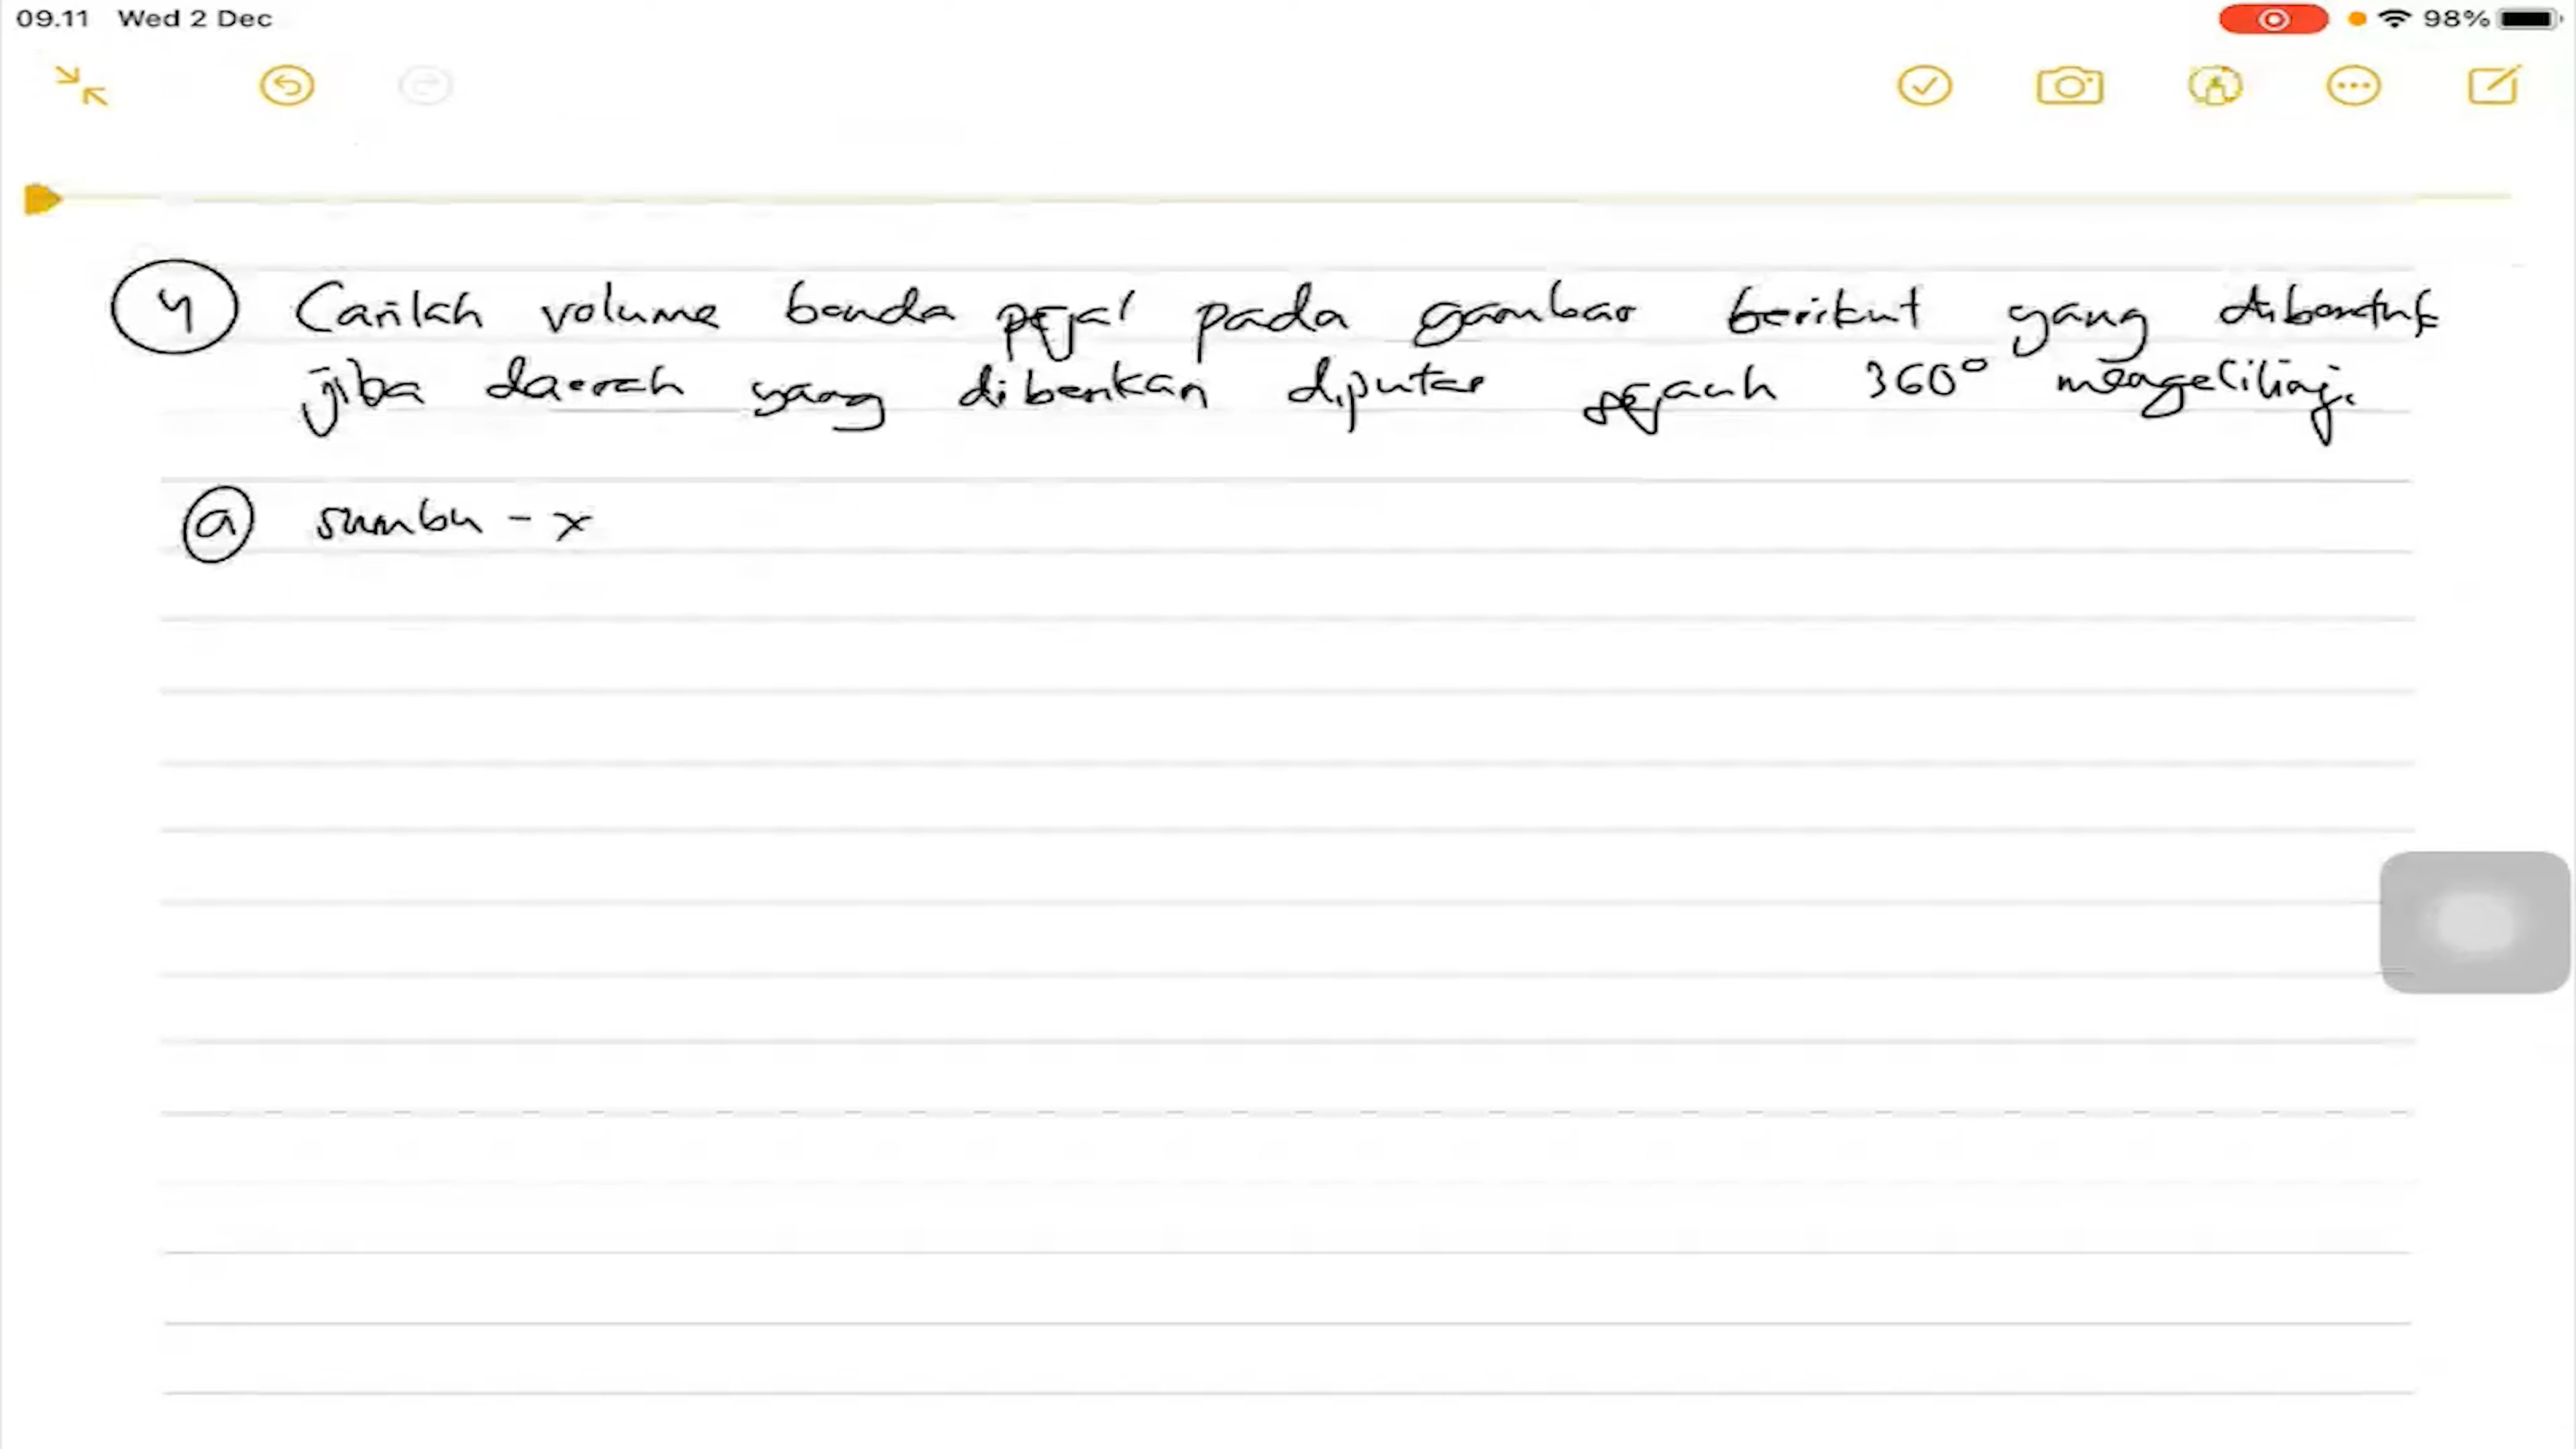 09.11 Wed 2 Dec 98%
4 Carilah volume benda pejal pada gambar berikut yang dibentuk
jika daerah yang diberikan diputar sejauh 360° mengelilingi.
a sumbu - x